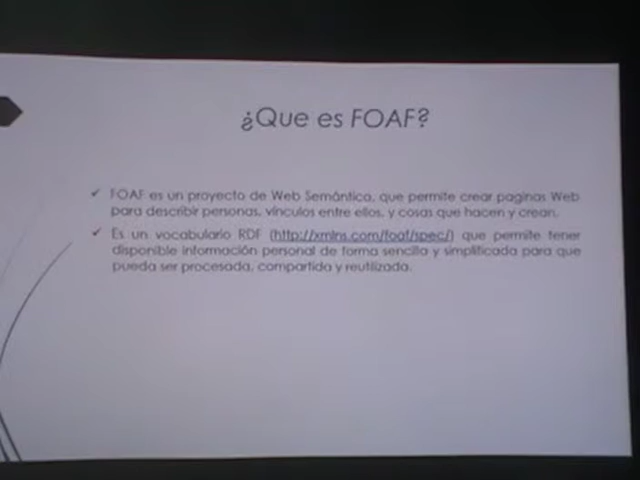 ¿Que es FOAF?
✓ FOAF es un proyecto de Web Semántica, que permite crear paginas Web
para describir personas, vínculos entre ellos, y cosas que hacen y crean.
✓ Es un vocabulario RDF (http://xmlns.com/foaf/spec/) que permite tener
disponible información personal de forma sencilla y simplificada para que
pueda ser procesada, compartida y reutilizada.